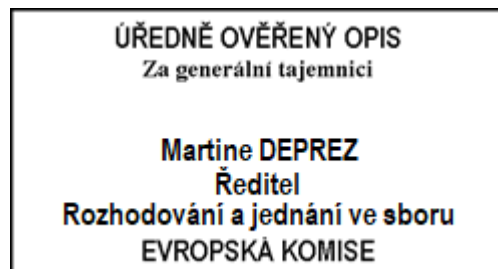 ÚŘEDNĚ OVĚŘENÝ OPIS
Za generální tajemnici
Martine DEPREZ
Ředitel
Rozhodování a jednání ve sboru
EVROPSKÁ KOMISE